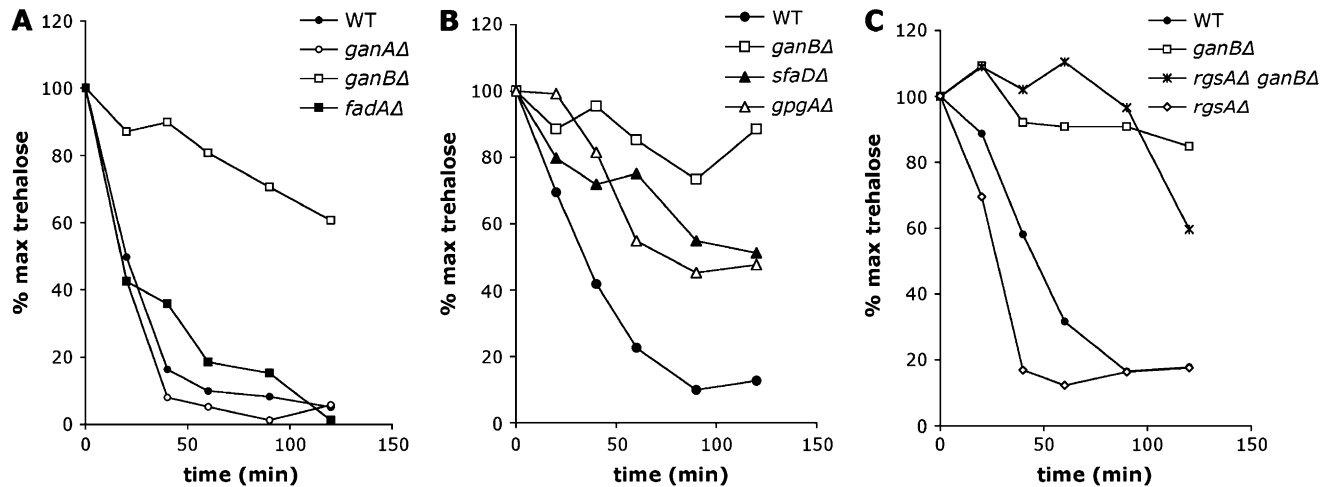 A
120
100
80
60
40
20
0
0 50 100 150
% max trehalose
time (min)
WT
ganAΔ
ganBΔ
fadAΔ
B
120
100
80
60
40
20
0
0 50 100 150
% max trehalose
time (min)
WT
ganBΔ
sfaDΔ
gpgAΔ
C
120
100
80
60
40
20
0
0 50 100 150
% max trehalose
time (min)
WT
ganBΔ
rgsAΔ ganBΔ
rgsAΔ